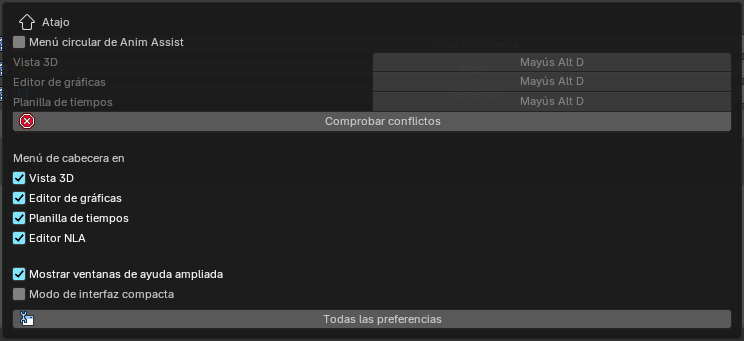 Atajo
Menú circular de Anim Assist
Vista 3D Mayús Alt D
Editor de gráficas Mayús Alt D
Planilla de tiempos Mayús Alt D
Comprobar conflictos
Menú de cabecera en
Vista 3D
Editor de gráficas
Planilla de tiempos
Editor NLA
Mostrar ventanas de ayuda ampliada
Modo de interfaz compacta
Todas las preferencias